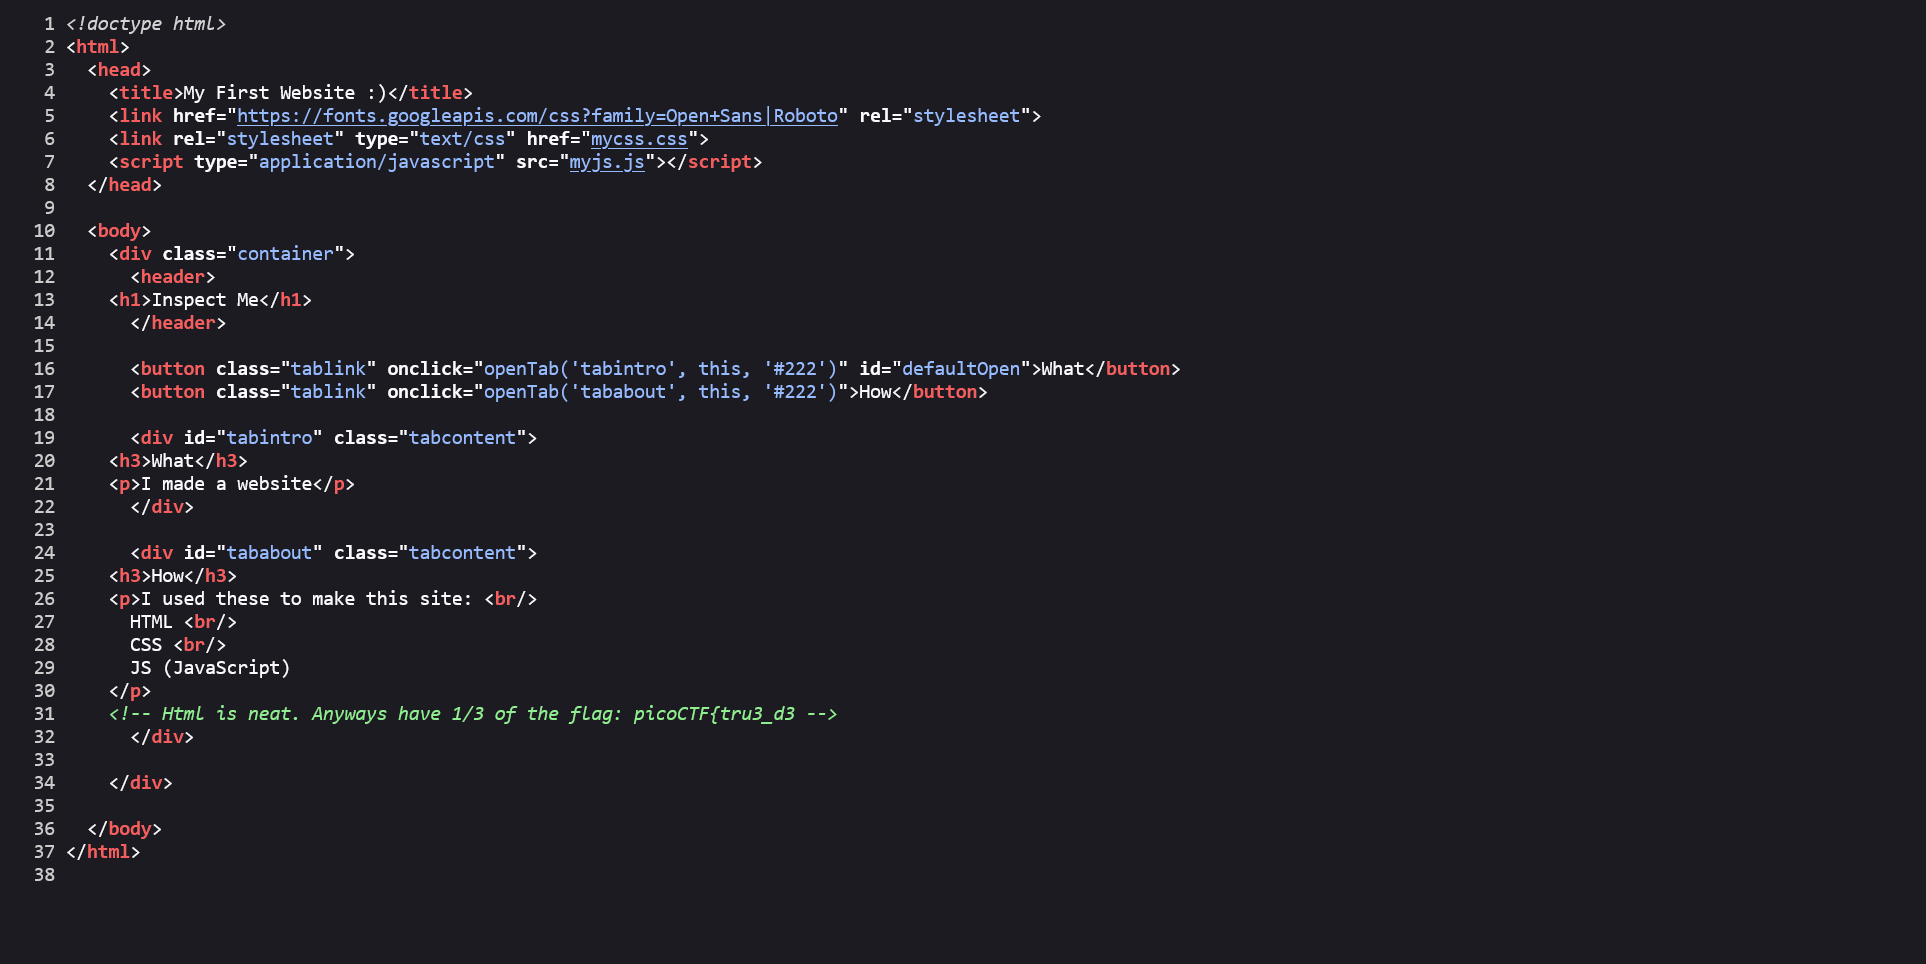 1 <!doctype html>
2 <html>
3   <head>
4     <title>My First Website :)</title>
5     <link href="https://fonts.googleapis.com/css?family=Open+Sans|Roboto" rel="stylesheet">
6     <link rel="stylesheet" type="text/css" href="mycss.css">
7     <script type="application/javascript" src="myjs.js"></script>
8   </head>
9
10   <body>
11     <div class="container">
12       <header>
13     <h1>Inspect Me</h1>
14       </header>
15
16       <button class="tablink" onclick="openTab('tabintro', this, '#222')" id="defaultOpen">What</button>
17       <button class="tablink" onclick="openTab('tababout', this, '#222')">How</button>
18
19       <div id="tabintro" class="tabcontent">
20     <h3>What</h3>
21     <p>I made a website</p>
22       </div>
23
24       <div id="tababout" class="tabcontent">
25     <h3>How</h3>
26     <p>I used these to make this site: <br/>
27       HTML <br/>
28       CSS <br/>
29       JS (JavaScript)
30     </p>
31     <!-- Html is neat. Anyways have 1/3 of the flag: picoCTF{tru3_d3 -->
32       </div>
33
34     </div>
35
36   </body>
37 </html>
38